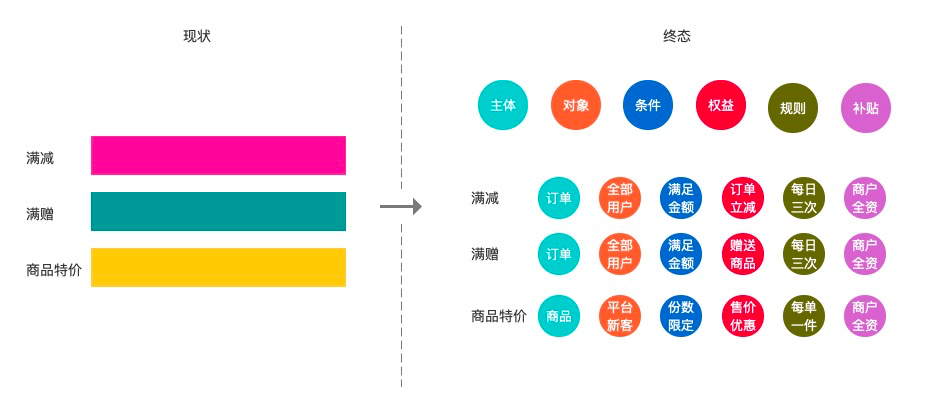 现状
终态
主体
对象
条件
权益
规则
补贴
满减
满赠
商品特价
满减
订单
全部
用户
满足
金额
订单
立减
每日
三次
商户
全资
满赠
订单
全部
用户
满足
金额
赠送
商品
每日
三次
商户
全资
商品特价
商品
平台
新客
份数
限定
售价
优惠
每单
一件
商户
全资